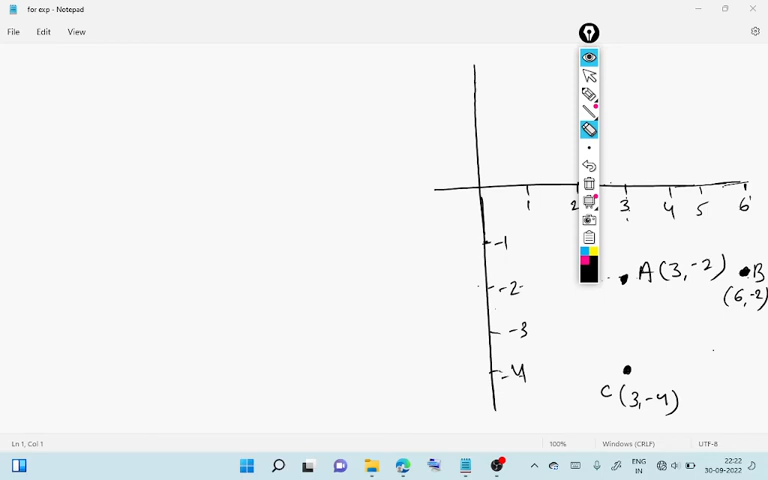 for exp - Notepad
File Edit View
1 2 3 4 5 6
-1
A(3,-2) B
-2
(6,-2)
-3
-4
C(3,-4)
Ln 1, Col 1 100% Windows (CRLF) UTF-8
ENG
IN
22:22
30-09-2022